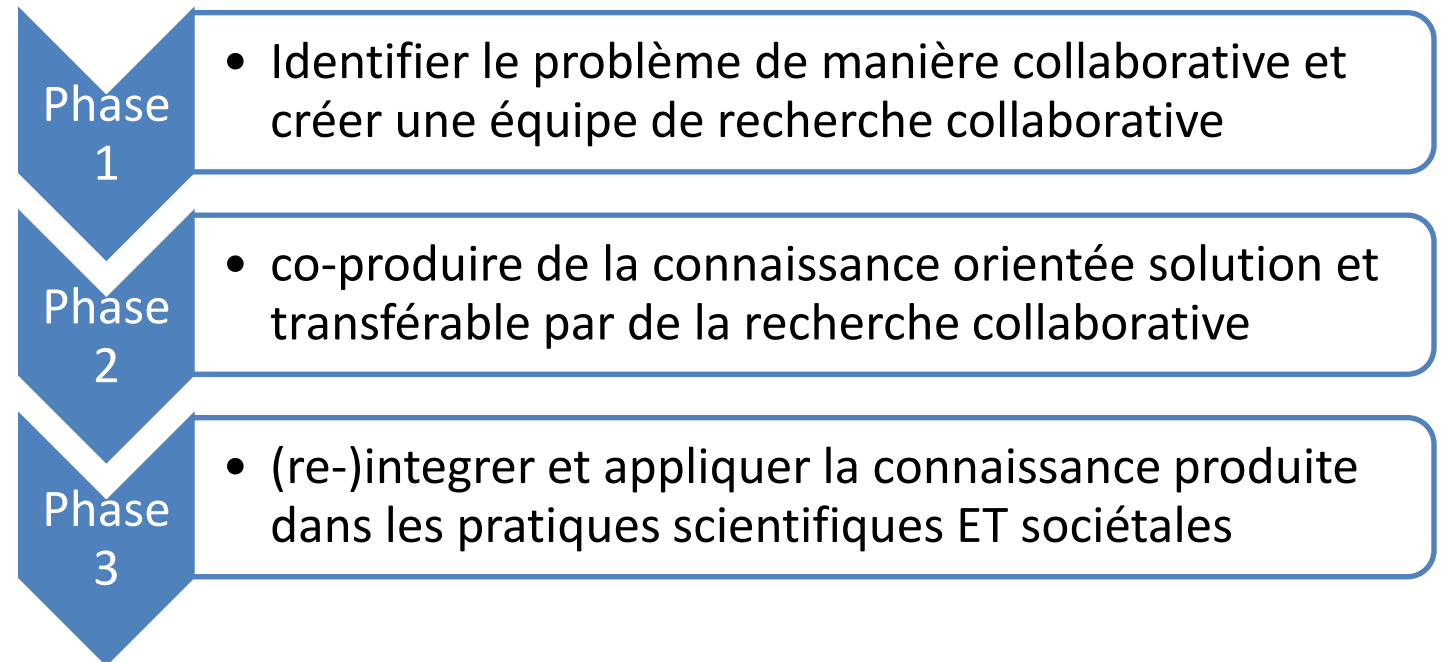 Phase
1
• Identifier le problème de manière collaborative et
créer une équipe de recherche collaborative
Phase
2
• co-produire de la connaissance orientée solution et
transférable par de la recherche collaborative
Phase
3
• (re-)integrer et appliquer la connaissance produite
dans les pratiques scientifiques ET sociétales